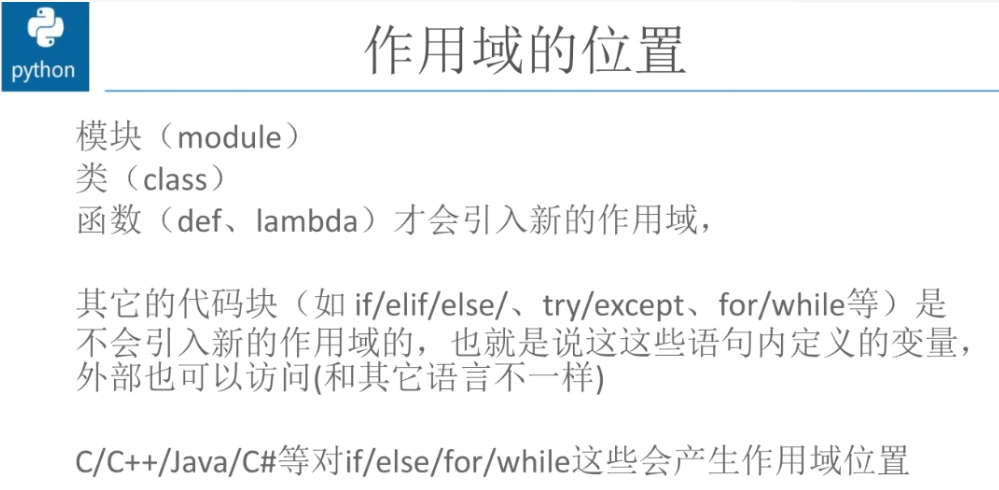 python
作用域的位置
模块（module）
类（class）
函数（def、lambda）才会引入新的作用域，
其它的代码块（如 if/elif/else/、try/except、for/while等）是
不会引入新的作用域的，也就是说这这些语句内定义的变量，
外部也可以访问(和其它语言不一样)
C/C++/Java/C#等对if/else/for/while这些会产生作用域位置